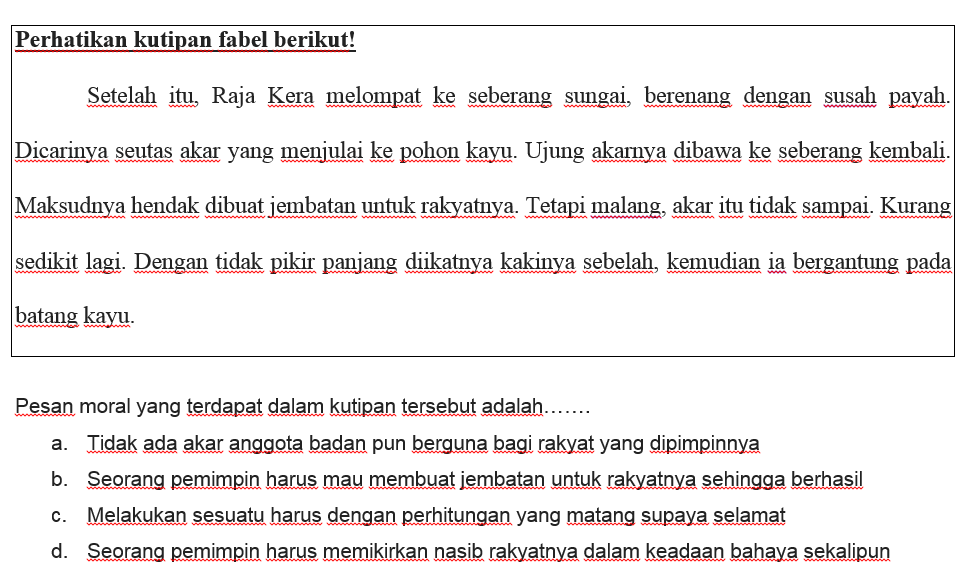 Perhatikan kutipan fabel berikut!
Setelah itu, Raja Kera melompat ke seberang sungai, berenang dengan susah payah.
Dicarinya seutas akar yang menjulai ke pohon kayu. Ujung akarnya dibawa ke seberang kembali.
Maksudnya hendak dibuat jembatan untuk rakyatnya. Tetapi malang, akar itu tidak sampai. Kurang
sedikit lagi. Dengan tidak pikir panjang diikatnya kakinya sebelah, kemudian ia bergantung pada
batang kayu.
Pesan moral yang terdapat dalam kutipan tersebut adalah…….
a. Tidak ada akar anggota badan pun berguna bagi rakyat yang dipimpinnya
b. Seorang pemimpin harus mau membuat jembatan untuk rakyatnya sehingga berhasil
c. Melakukan sesuatu harus dengan perhitungan yang matang supaya selamat
d. Seorang pemimpin harus memikirkan nasib rakyatnya dalam keadaan bahaya sekalipun